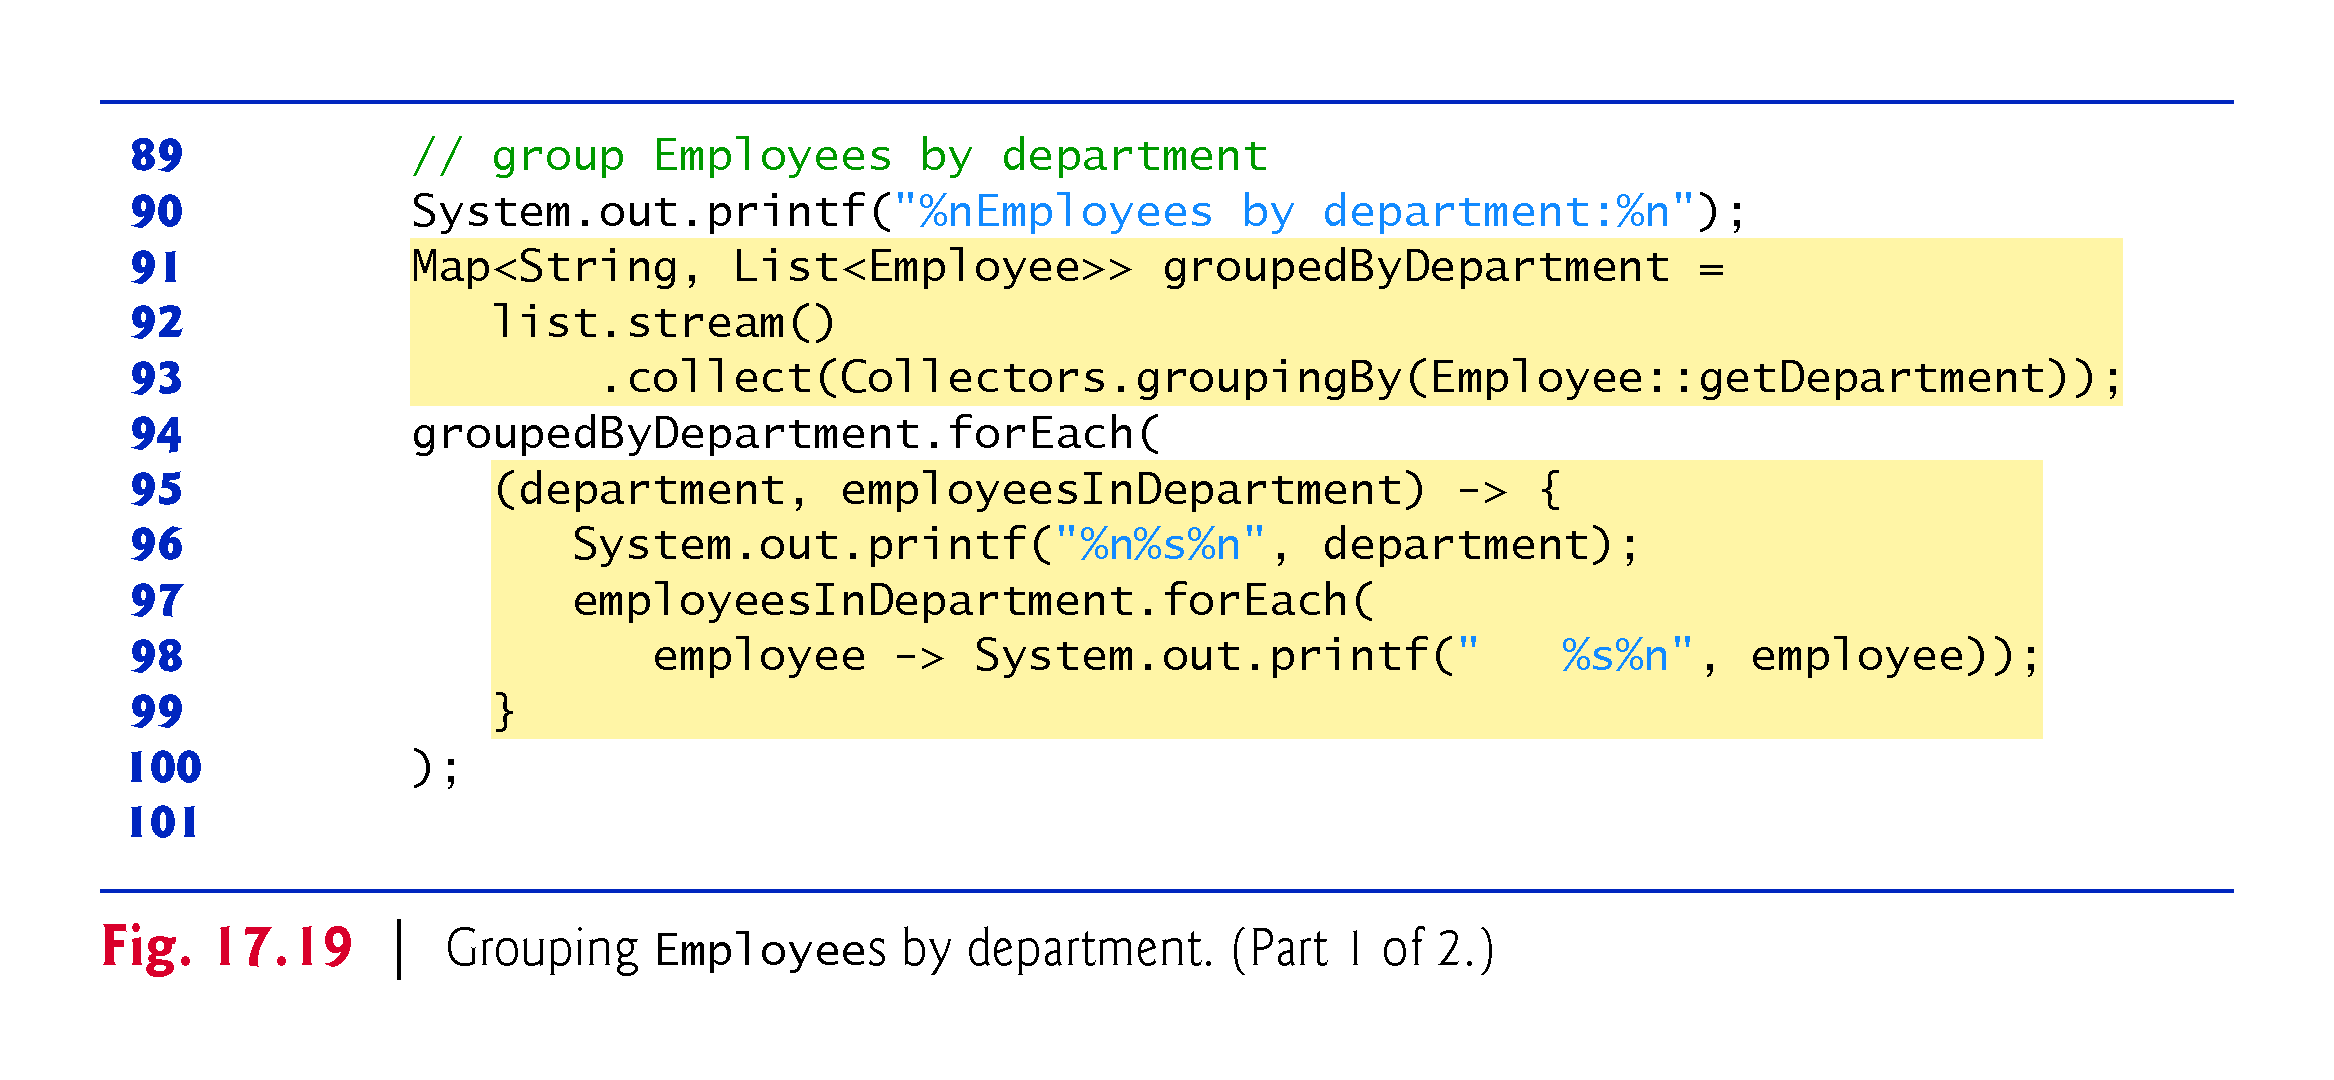 89 // group Employees by department
90 System.out.printf("%nEmployees by department:%n");
91 Map<String, List<Employee>> groupedByDepartment =
92    list.stream()
93        .collect(Collectors.groupingBy(Employee::getDepartment));
94 groupedByDepartment.forEach(
95    (department, employeesInDepartment) -> {
96       System.out.printf("%n%s%n", department);
97       employeesInDepartment.forEach(
98          employee -> System.out.printf("   %s%n", employee));
99    }
100 );
101
Fig. 17.19 | Grouping Employees by department. (Part 1 of 2.)